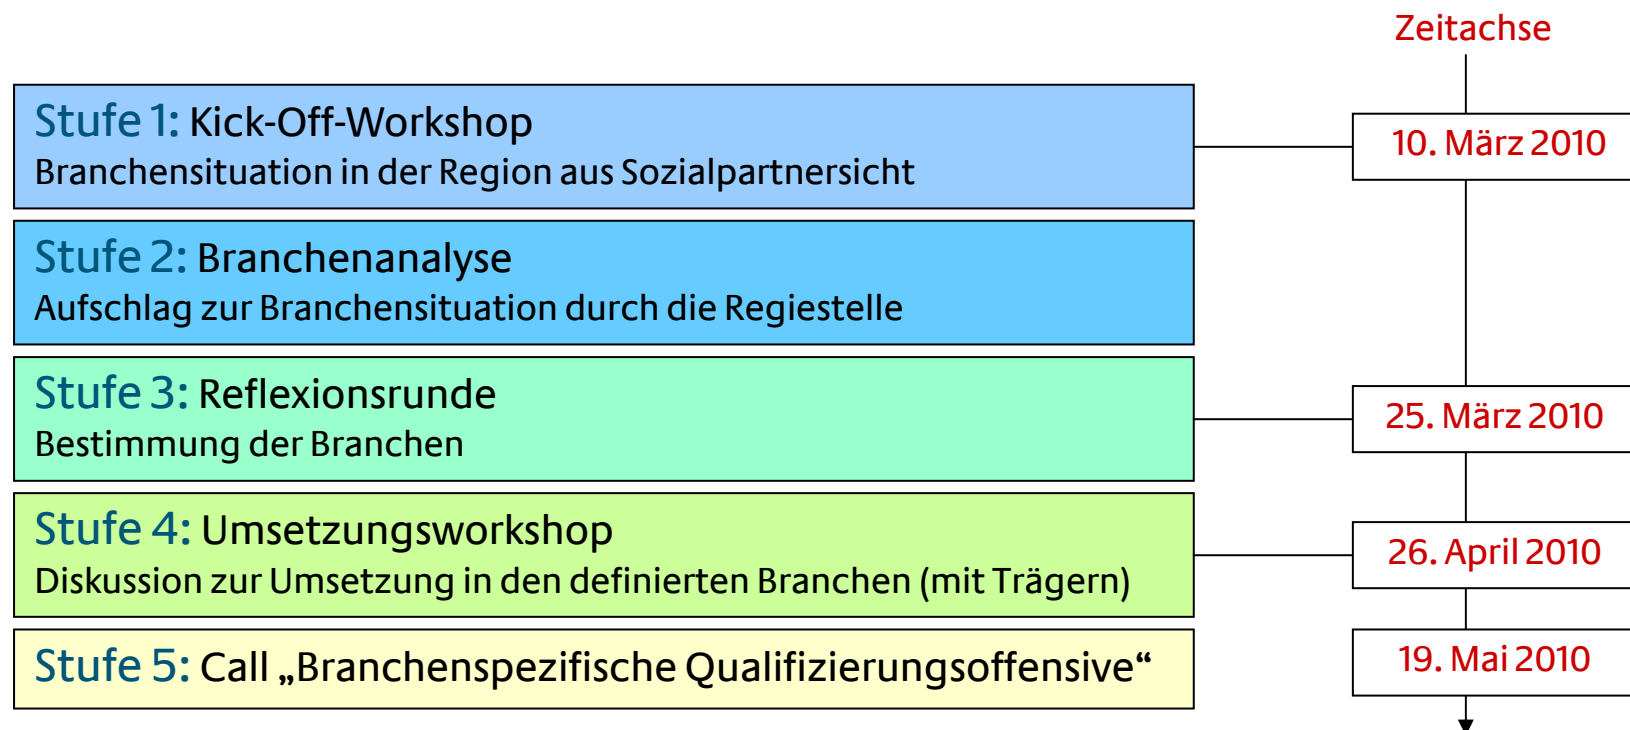 Zeitachse
Stufe 1: Kick-Off-Workshop
Branchensituation in der Region aus Sozialpartnersicht
10. März 2010
Stufe 2: Branchenanalyse
Aufschlag zur Branchensituation durch die Regiestelle
Stufe 3: Reflexionsrunde
Bestimmung der Branchen
25. März 2010
Stufe 4: Umsetzungsworkshop
Diskussion zur Umsetzung in den definierten Branchen (mit Trägern)
26. April 2010
Stufe 5: Call „Branchenspezifische Qualifizierungsoffensive“
19. Mai 2010